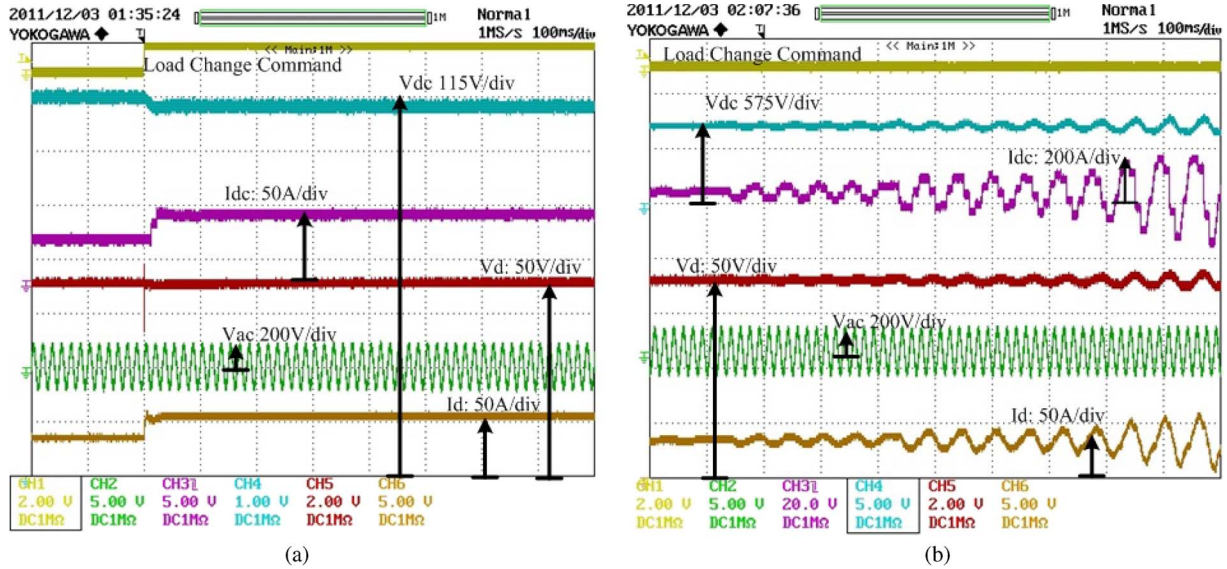 2011/12/03 01:35:24
1M
Normal
YOKOGAWA ◆
1MS/s 100ms/div
<< Main:1M >>
Load Change Command
Vdc 115V/div
Idc: 50A/div
Vd: 50V/div
Vac 200V/div
Id: 50A/div
CH1 CH2 CH3 CH4 CH5 CH6
2.00 V 5.00 V 5.00 V 1.00 V 2.00 V 5.00 V
DC1MΩ DC1MΩ DC1MΩ DC1MΩ DC1MΩ DC1MΩ
(a)
2011/12/03 02:07:36
1M
Normal
YOKOGAWA ◆
1MS/s 100ms/div
<< Main:1M >>
Load Change Command
Vdc 575V/div
Idc: 200A/div
Vd: 50V/div
Vac 200V/div
Id: 50A/div
CH1 CH2 CH3 CH4 CH5 CH6
2.00 V 5.00 V 20.0 V 5.00 V 2.00 V 5.00 V
DC1MΩ DC1MΩ DC1MΩ DC1MΩ DC1MΩ DC1MΩ
(b)